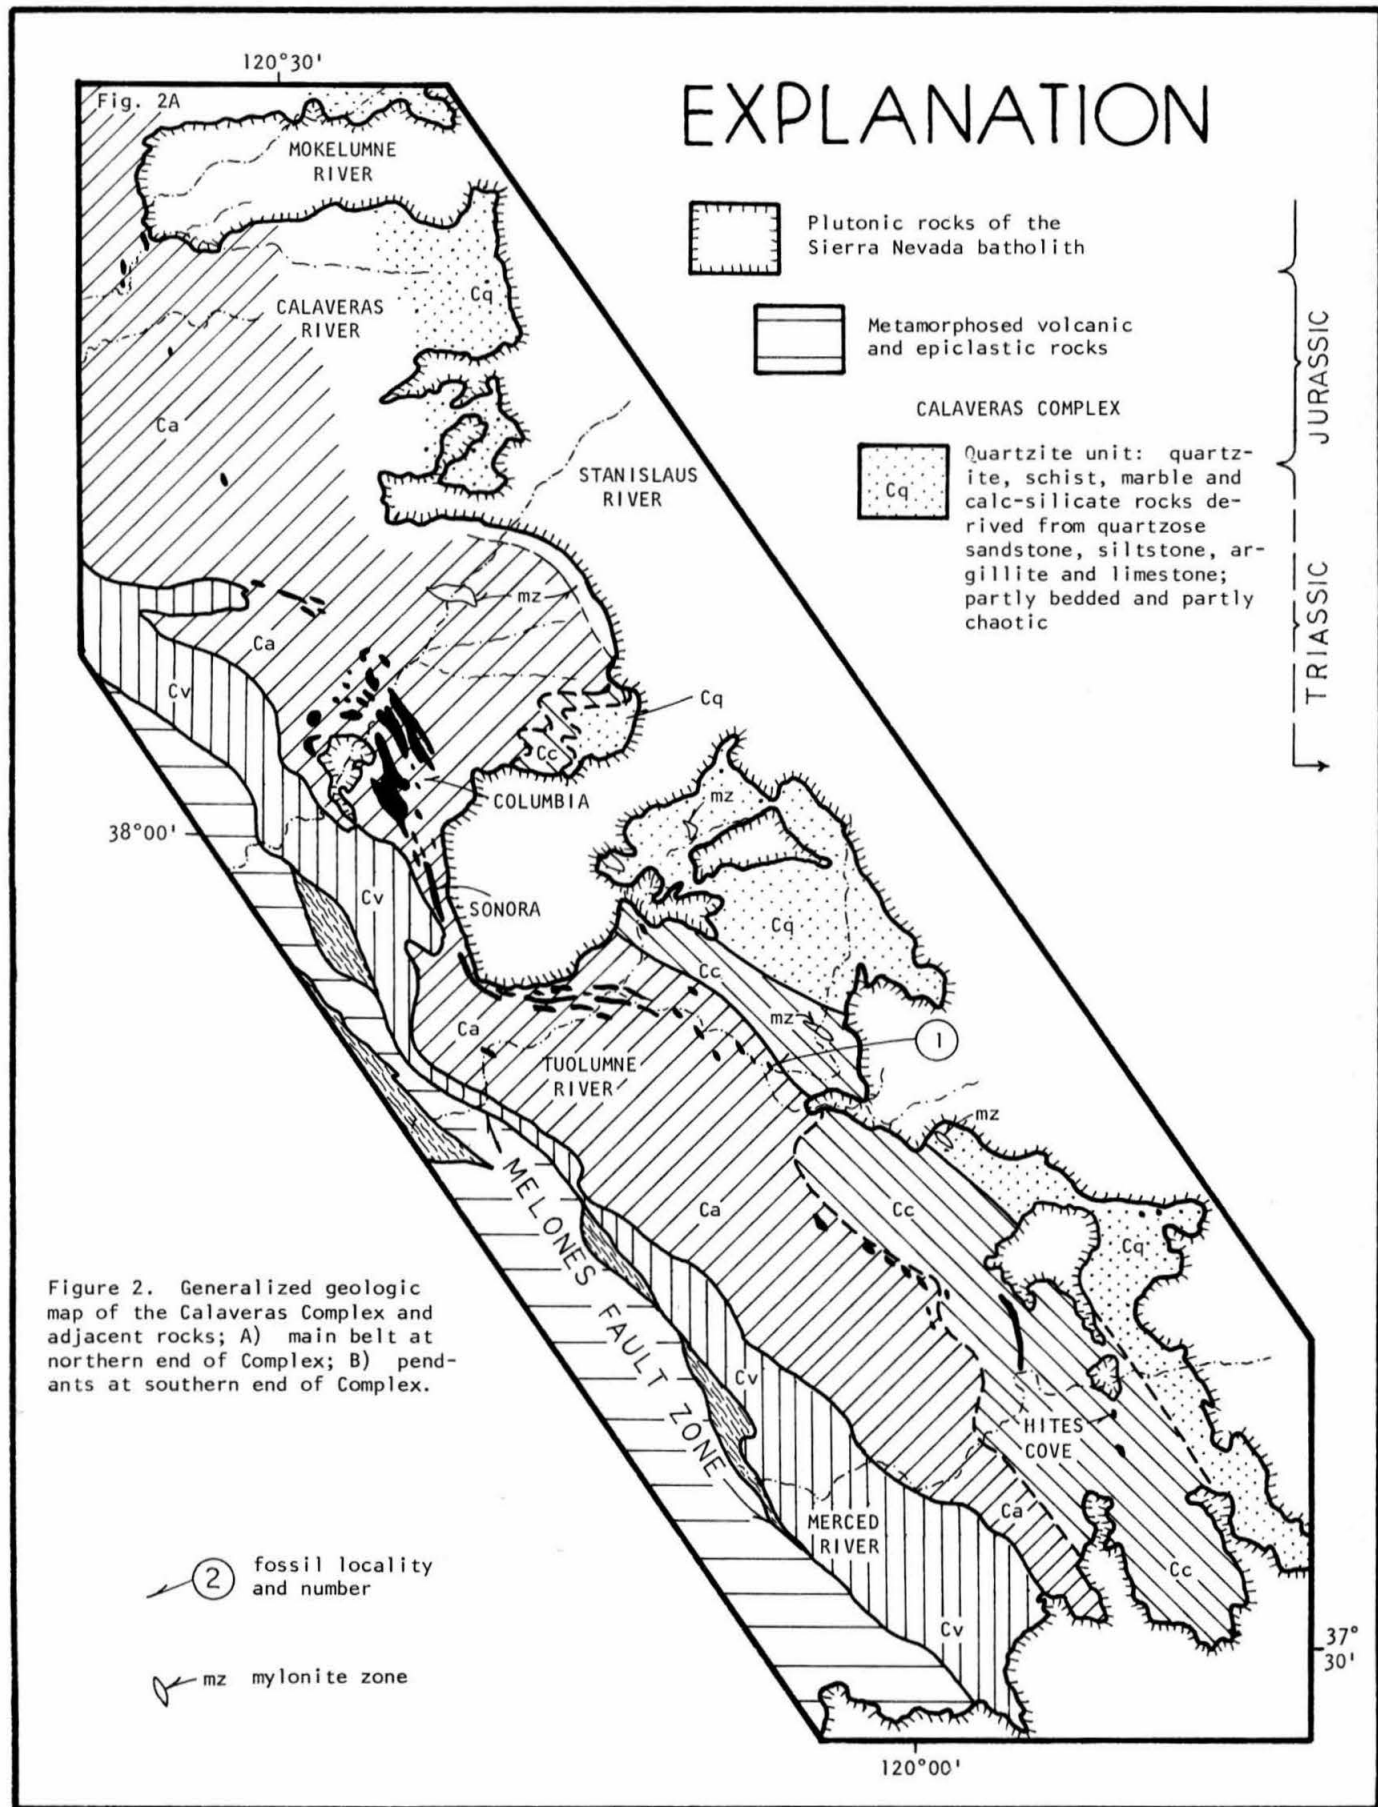 120°30'
Fig. 2A
EXPLANATION
MOKELUMNE
RIVER
Plutonic rocks of the
Sierra Nevada batholith
Cq
CALAVERAS
RIVER
Metamorphosed volcanic
and epiclastic rocks
JURASSIC
CALAVERAS COMPLEX
Ca
Cq
Quartzite unit: quartz-
ite, schist, marble and
calc-silicate rocks de-
rived from quartzose
sandstone, siltstone, ar-
gillite and limestone;
partly bedded and partly
chaotic
STANISLAUS
RIVER
TRIASSIC
mz
Ca
Cv
Cq
Cc
COLUMBIA
mz
38°00'
Cv
SONORA
Cq
Cc
mz
1
Ca
TUOLUMNE
RIVER
mz
MELONES FAULT ZONE
Ca
Cc
Cq
Figure 2. Generalized geologic
map of the Calaveras Complex and
adjacent rocks; A) main belt at
northern end of Complex; B) pend-
ants at southern end of Complex.
Cv
HITES
COVE
Ca
MERCED
RIVER
Cc
2
fossil locality
and number
Cv
37°
30'
mz mylonite zone
120°00'